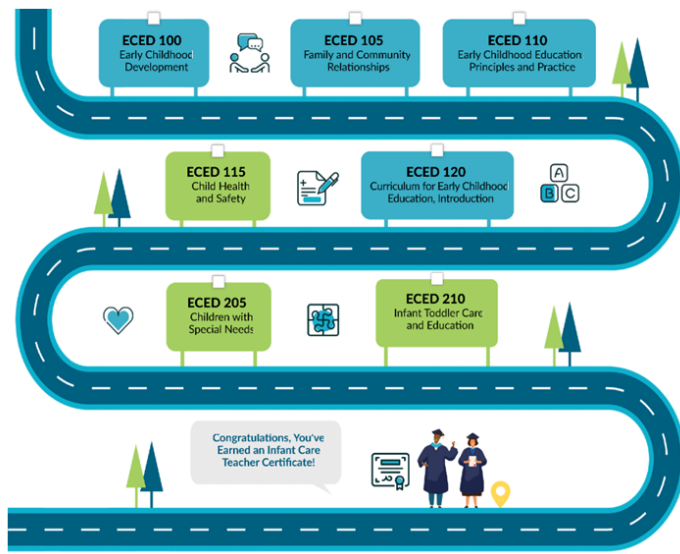 ECED 100
Early Childhood
Development
ECED 105
Family and Community
Relationships
ECED 110
Early Childhood Education
Principles and Practice
ECED 115
Child Health
and Safety
ECED 120
Curriculum for Early Childhood
Education, Introduction
A
B C
ECED 205
Children with
Special Needs
ECED 210
Infant Toddler Care
and Education
Congratulations, You've
Earned an Infant Care
Teacher Certificate!